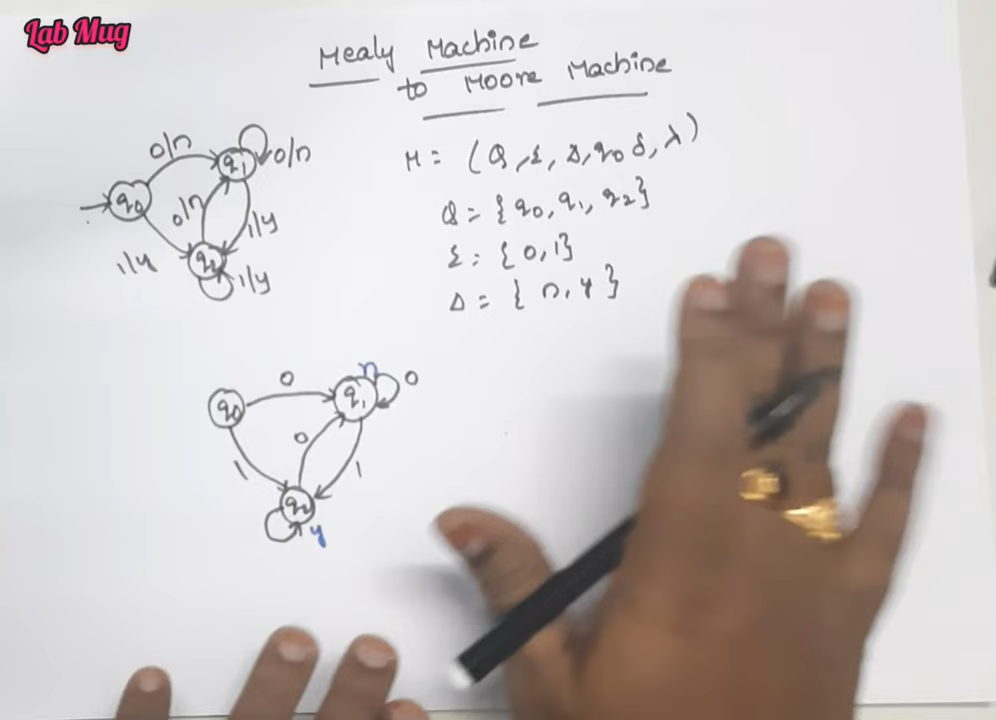 Lab Mug
Mealy Machine
to Moore Machine
M = (Q, Σ, Δ, q0 δ, λ)
Q = {q0, q1, q2}
Σ = {0, 1}
Δ = {n, y}
0/n
q1
0/n
q0
0/n
1/y
1/y
q2
1/y
n
0
q1
0
q0
0
1
1
q2
y